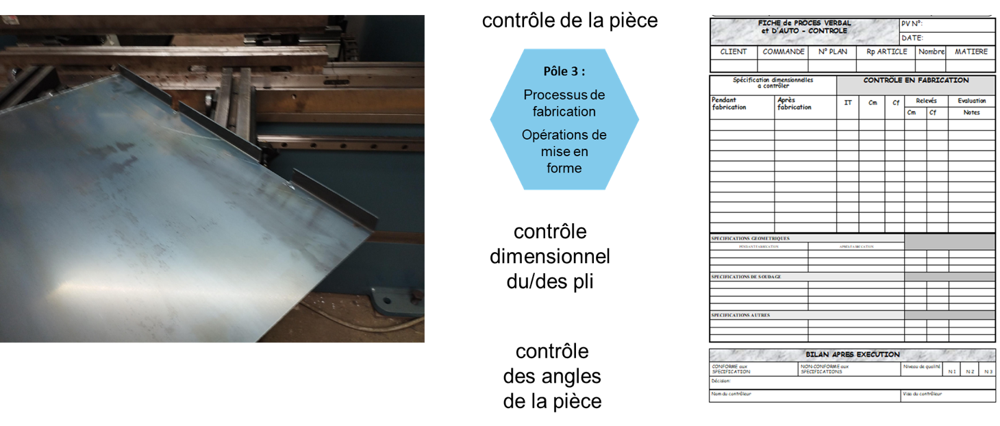 contrôle de la pièce
Pôle 3 :
Processus de
fabrication
Opérations de
mise en
forme
contrôle
dimensionnel
du/des pli
contrôle
des angles
de la pièce
FICHE de PROCES VERBAL
et D'AUTO - CONTROLE
PV N°:
DATE:
CLIENT COMMANDE N° PLAN Rp ARTICLE Nombre MATIERE
Spécification dimensionnelles
a contrôler
CONTRÔLE EN FABRICATION
Pendant
fabrication
Après
fabrication
IT Cm Cf Relevés Evaluation
Cm Cf Notes
SPECIFICATIONS GEOMETRIQUES
PENDANT FABRICATION APRES FABRICATION
SPECIFICATIONS DE SOUDAGE
SPECIFICATIONS AUTRES
BILAN APRES EXECUTION
CONFORME aux
SPECIFICATION
NON-CONFORME aux
SPECIFICATIONS
Niveau de qualité N 1 N 2 N 3
Décision:
Nom du contrôleur Visa du contrôleur